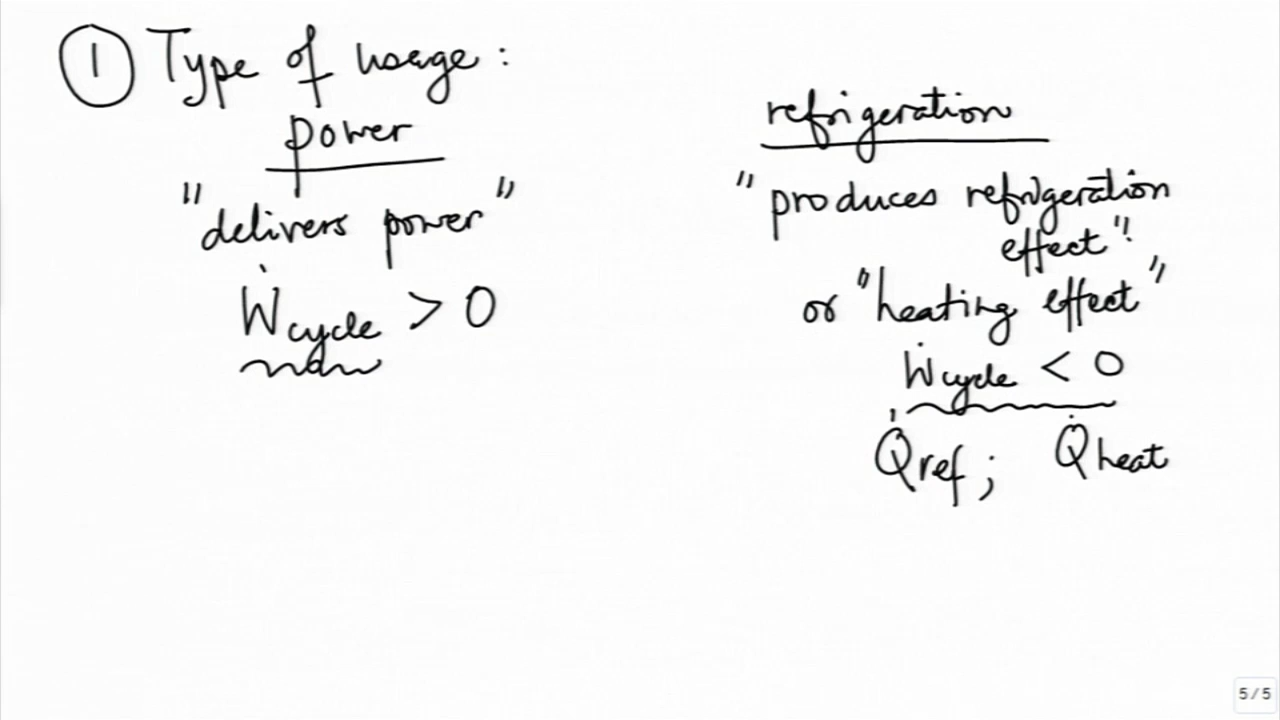 ① Type of usage :
power
"delivers power"
Ẇcycle > 0
refrigeration
"produces refrigeration
effect".
or "heating effect"
Ẇcycle < 0
Q̇ref ; Q̇heat
5/5